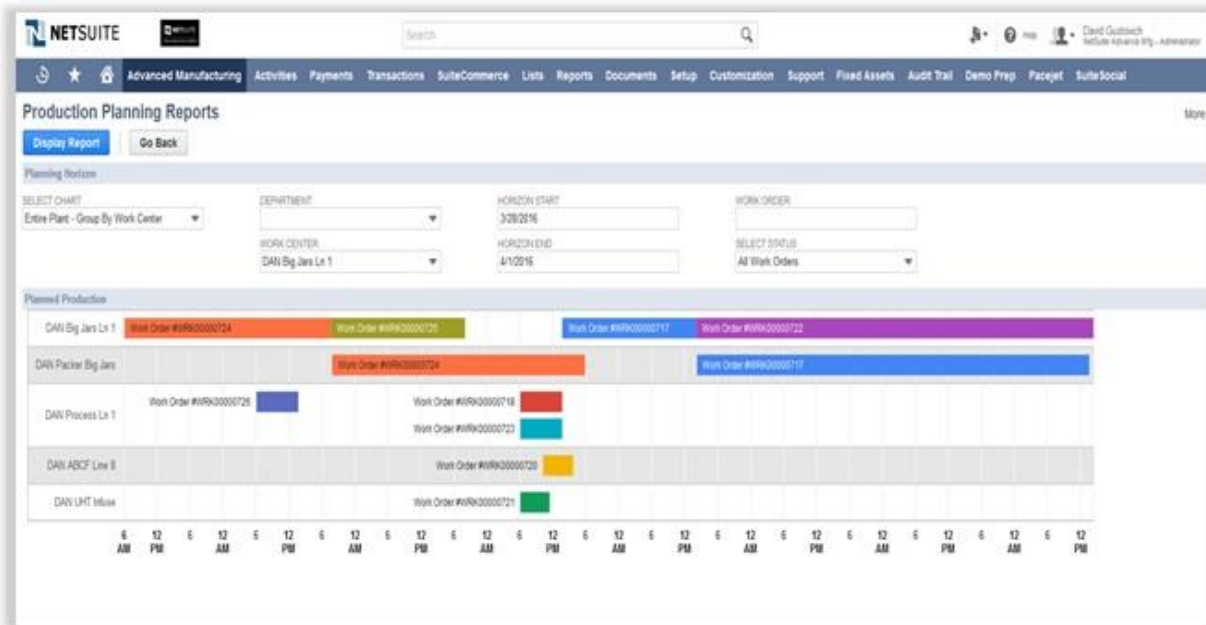 NETSUITE
Search
Help
David Gustovich
NetSuite Advance Mfg - Administrator
Advanced Manufacturing Activities Payments Transactions SuiteCommerce Lists Reports Documents Setup Customization Support Fixed Assets Audit Trail Demo Prep Pacejet SuiteSocial
Production Planning Reports
More
Display Report Go Back
Planning Horizon
SELECT CHART DEPARTMENT HORIZON START WORK ORDER
Entire Plant - Group By Work Center 3/28/2016
WORK CENTER HORIZON END SELECT STATUS
DAN Big Jars Ln 1 4/1/2016 All Work Orders
Planned Production
DAN Big Jars Ln 1 Work Order #WRK00000724 Work Order #WRK00000725 Work Order #WRK00000717 Work Order #WRK00000722
DAN Packer Big Jars Work Order #WRK00000724 Work Order #WRK00000717
Work Order #WRK00000726 Work Order #WRK00000718
DAN Process Ln 1
Work Order #WRK00000723
DAN ABCF Line 8 Work Order #WRK00000720
DAN UHT Infuse Work Order #WRK00000721
6 12 6 12 6 12 6 12 6 12 6 12 6 12 6 12 6 12 6 12 6 12 6 12 6 12 6 12 6 12
AM PM AM PM AM PM AM PM AM PM AM PM AM PM AM PM